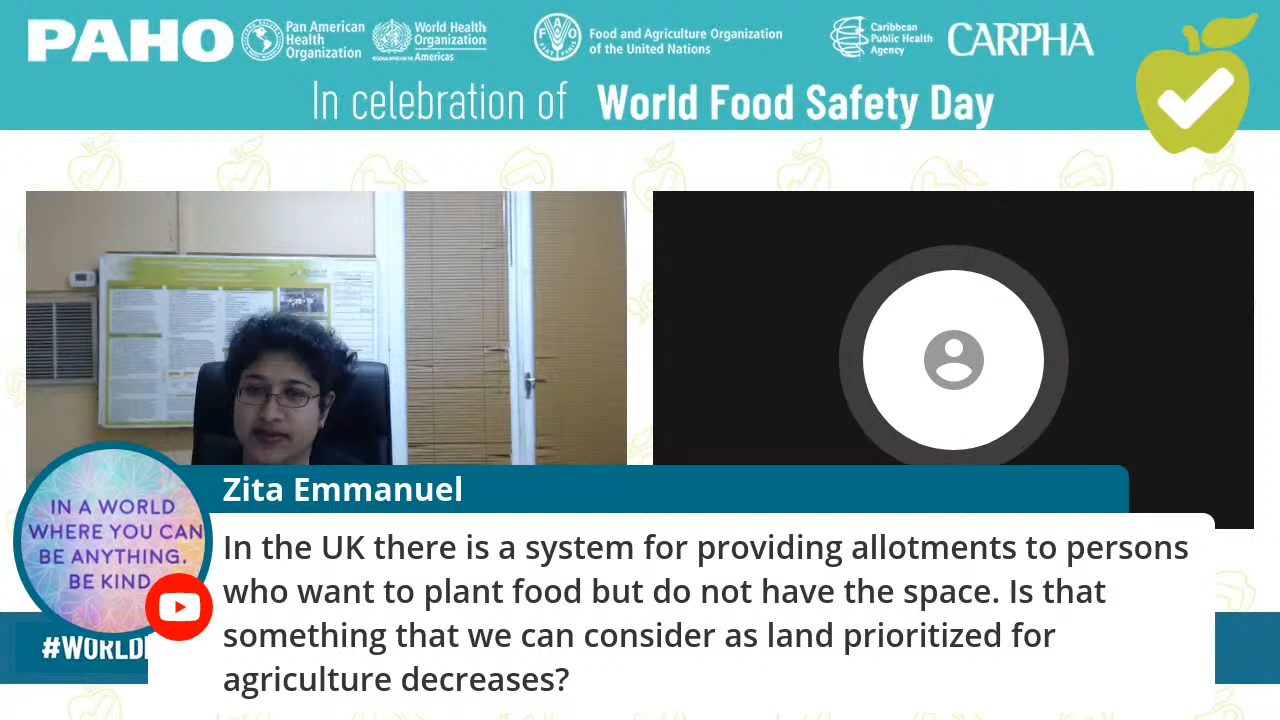 PAHO
Pan American
Health
Organization
World Health
Organization
Americas
Food and Agriculture Organization
of the United Nations
Caribbean
Public Health
Agency
CARPHA
In celebration of World Food Safety Day
Zita Emmanuel
IN A WORLD
WHERE YOU CAN
BE ANYTHING.
BE KIND
In the UK there is a system for providing allotments to persons
who want to plant food but do not have the space. Is that
something that we can consider as land prioritized for
agriculture decreases?